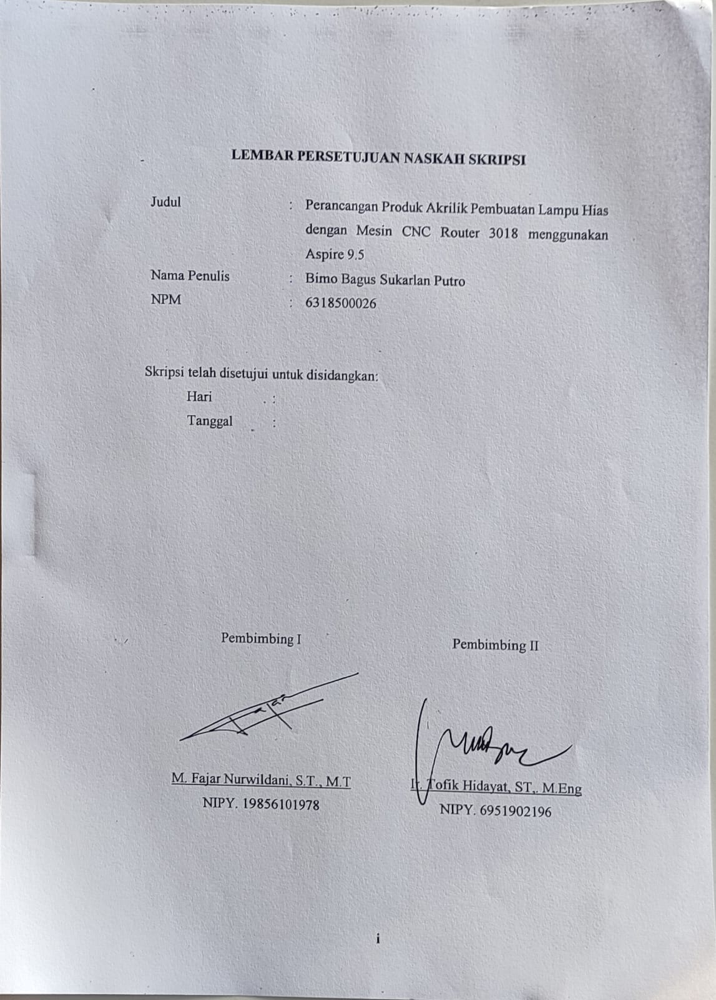 LEMBAR PERSETUJUAN NASKAH SKRIPSI
Judul : Perancangan Produk Akrilik Pembuatan Lampu Hias
dengan Mesin CNC Router 3018 menggunakan
Aspire 9.5
Nama Penulis : Bimo Bagus Sukarlan Putro
NPM : 6318500026
Skripsi telah disetujui untuk disidangkan:
Hari :
Tanggal :
Pembimbing I Pembimbing II
M. Fajar Nurwildani, S.T., M.T Ir. Tofik Hidayat, ST,. M.Eng
NIPY. 19856101978 NIPY. 6951902196
i